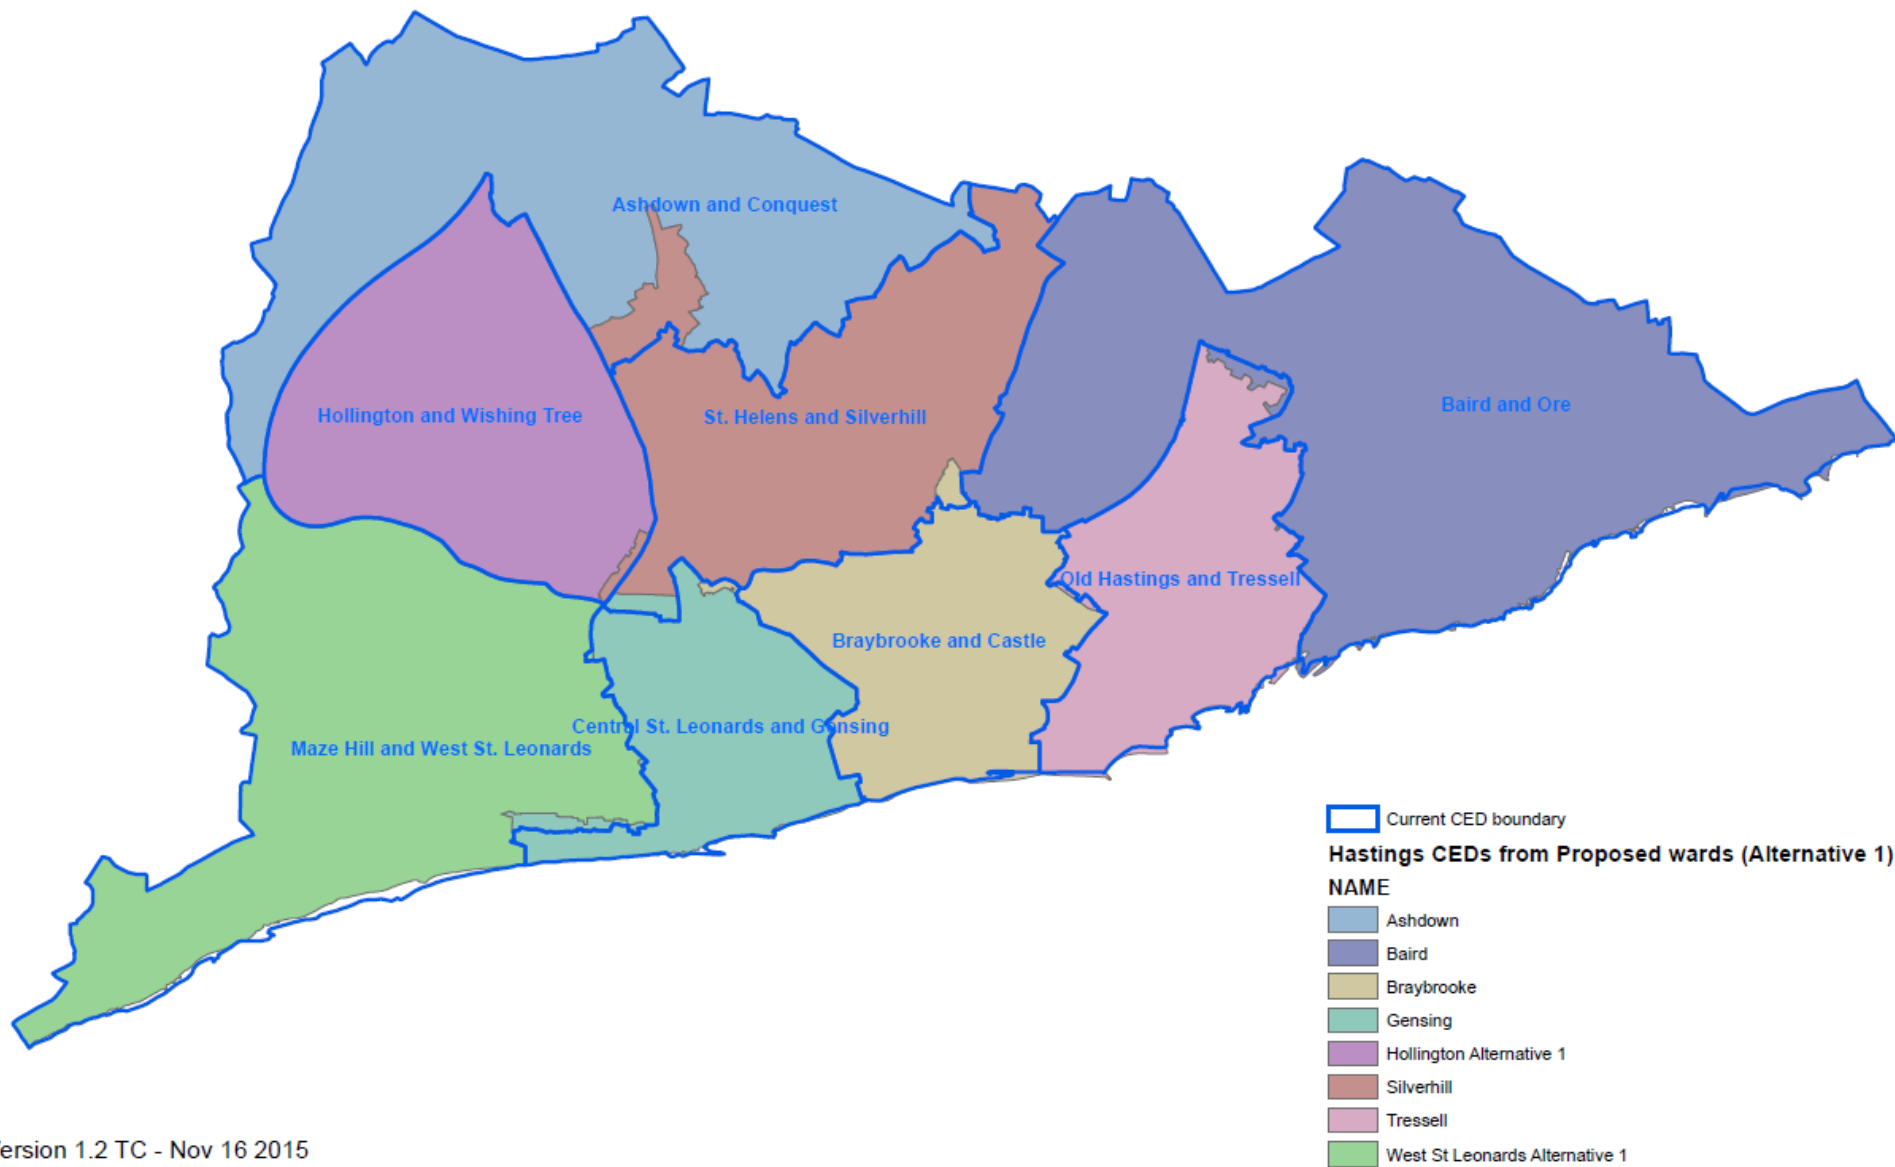 Ashdown and Conquest
Hollington and Wishing Tree
St. Helens and Silverhill
Baird and Ore
Old Hastings and Tressell
Braybrooke and Castle
Central St. Leonards and Gensing
Maze Hill and West St. Leonards
Current CED boundary
Hastings CEDs from Proposed wards (Alternative 1)
NAME
Ashdown
Baird
Braybrooke
Gensing
Hollington Alternative 1
Silverhill
Tressell
West St Leonards Alternative 1
ersion 1.2 TC - Nov 16 2015